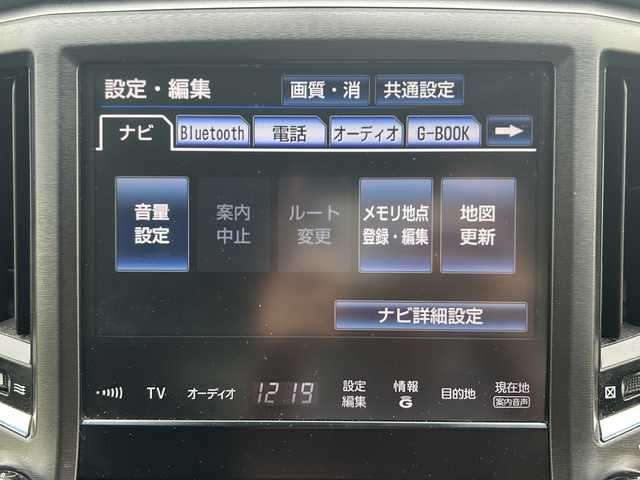 設定・編集 画質・消 共通設定
ナビ Bluetooth 電話 オーディオ G-BOOK
音量 案内 ルート メモリ地点 地図
設定 中止 変更 登録・編集 更新
ナビ詳細設定
TV オーディオ 1219 設定 情報 目的地 現在地
編集 G 案内音声